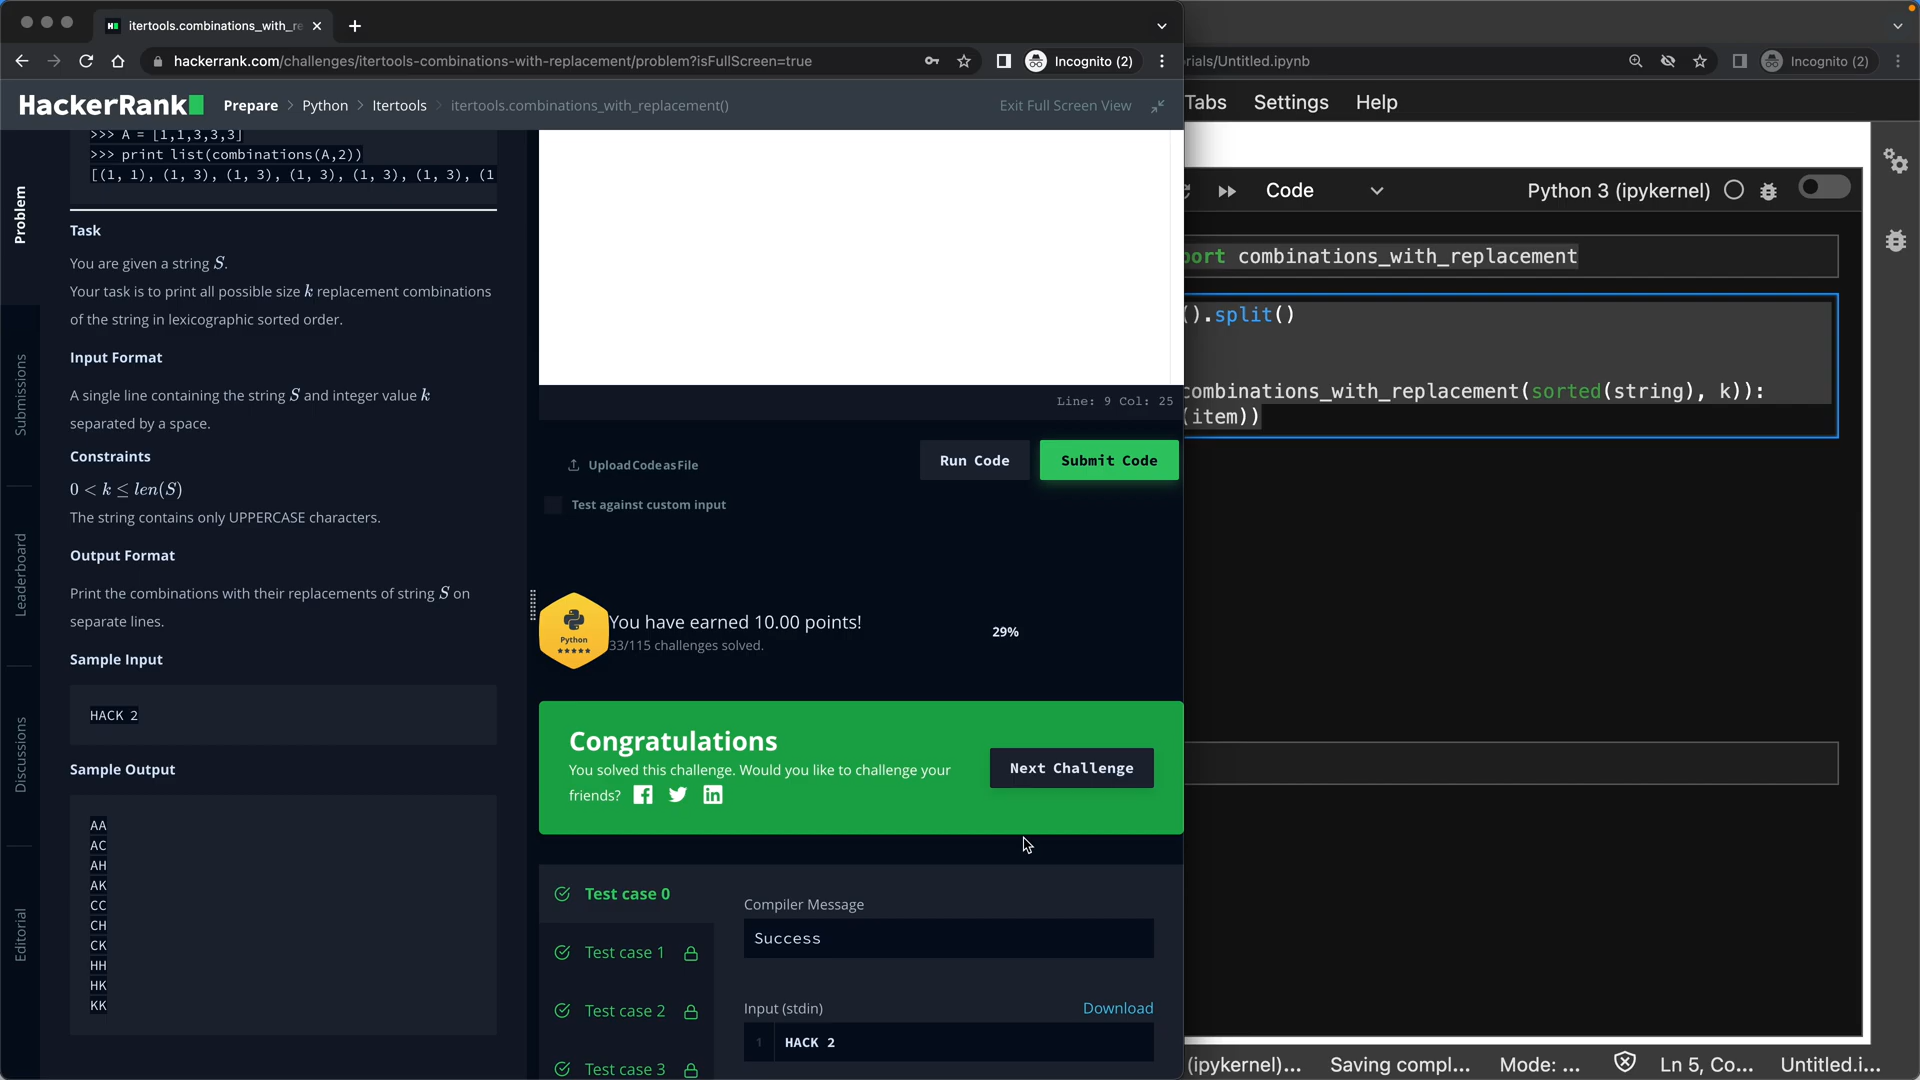 itertools.combinations_with_re
hackerrank.com/challenges/itertools-combinations-with-replacement/problem?isFullScreen=true
Incognito (2)
HackerRank
Prepare > Python > Itertools > itertools.combinations_with_replacement()
Exit Full Screen View
Problem
Submissions
Leaderboard
Discussions
Editorial
>>> A = [1,1,3,3,3]
>>> print list(combinations(A,2))
[(1, 1), (1, 3), (1, 3), (1, 3), (1, 3), (1, 3), (1
Task
You are given a string S.
Your task is to print all possible size k replacement combinations
of the string in lexicographic sorted order.
Input Format
A single line containing the string S and integer value k
separated by a space.
Constraints
0 < k ≤ len(S)
The string contains only UPPERCASE characters.
Output Format
Print the combinations with their replacements of string S on
separate lines.
Sample Input
HACK 2
Sample Output
AA
AC
AH
AK
CC
CH
CK
HH
HK
KK
Line: 9 Col: 25
Upload Code as File
Run Code
Submit Code
Test against custom input
Python
You have earned 10.00 points!
33/115 challenges solved.
29%
Congratulations
You solved this challenge. Would you like to challenge your
friends?
Next Challenge
Test case 0
Test case 1
Test case 2
Test case 3
Compiler Message
Success
Input (stdin)
Download
1 HACK 2
rials/Untitled.ipynb
Incognito (2)
Tabs Settings Help
Code
Python 3 (ipykernel)
port combinations_with_replacement
().split()
combinations_with_replacement(sorted(string), k)):
(item))
(ipykernel)...
Saving compl...
Mode: ...
Ln 5, Co...
Untitled.i...